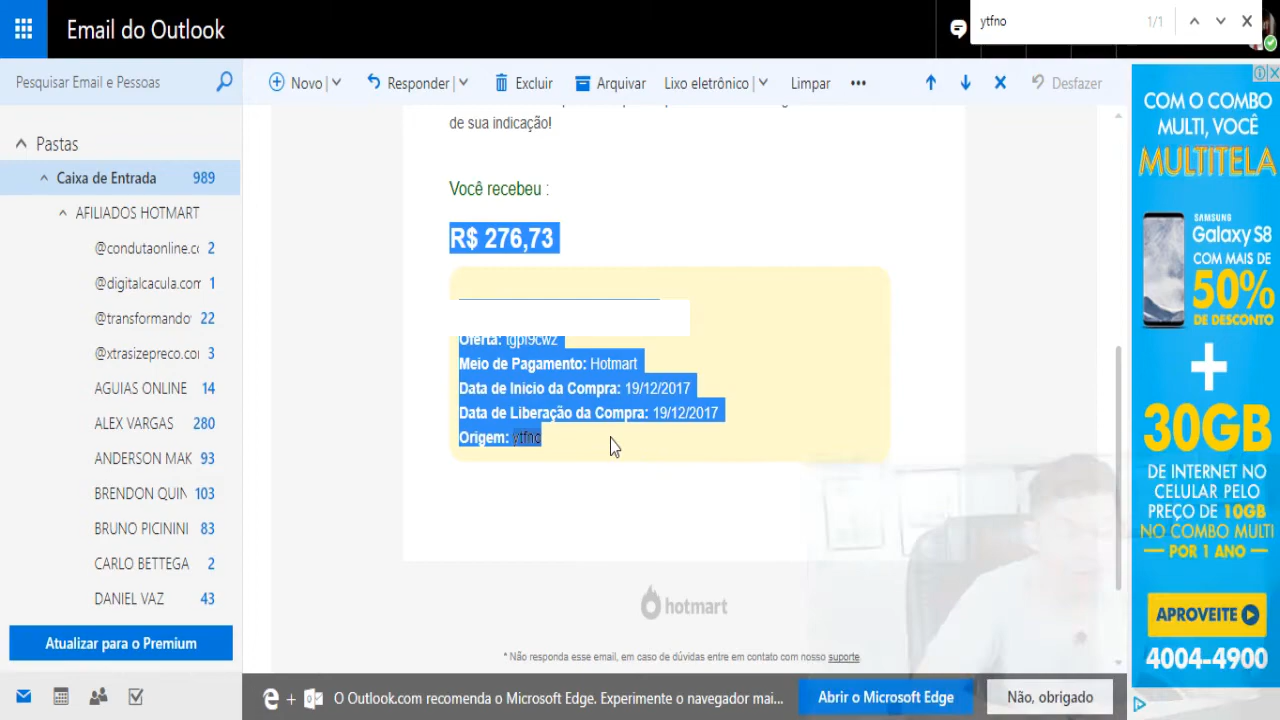 Email do Outlook
ytfno
1/1
Pesquisar Email e Pessoas
Novo
Responder
Excluir
Arquivar
Lixo eletrônico
Limpar
Desfazer
Pastas
Caixa de Entrada 989
AFILIADOS HOTMART
@condutaonline.cc 2
@digitalcacula.com 1
@transformando 22
@xtrasizepreco.cor 3
AGUIAS ONLINE 14
ALEX VARGAS 280
ANDERSON MAK 93
BRENDON QUIN 103
BRUNO PICININI 83
CARLO BETTEGA 2
DANIEL VAZ 43
Atualizar para o Premium
de sua indicação!
Você recebeu :
R$ 276,73
Oferta:
Meio de Pagamento: Hotmart
Data de Inicio da Compra: 19/12/2017
Data de Liberação da Compra: 19/12/2017
Origem: ytfno
hotmart
* Não responda esse email, em caso de dúvidas entre em contato com nosso suporte.
O Outlook.com recomenda o Microsoft Edge. Experimente o navegador mai...
Abrir o Microsoft Edge
Não, obrigado
COM O COMBO
MULTI, VOCÊ
MULTITELA
SAMSUNG
Galaxy S8
COM MAIS DE
50%
DE DESCONTO
+
30GB
DE INTERNET NO
CELULAR PELO
PREÇO DE 10GB
NO COMBO MULTI
— POR 1 ANO —
APROVEITE
4004-4900